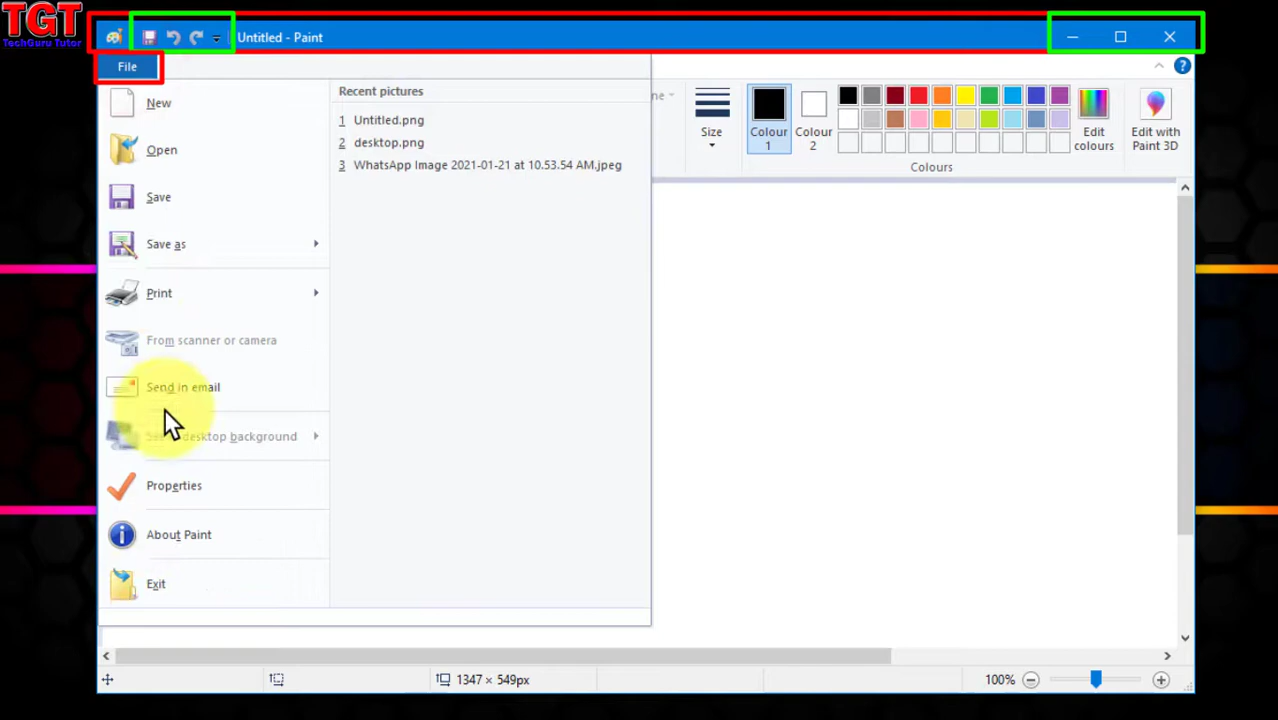 TGT
TechGuru Tutor
Untitled - Paint
File
New
Open
Save
Save as
Print
From scanner or camera
Send in email
desktop background
Properties
About Paint
Exit
Recent pictures
1 Untitled.png
2 desktop.png
3 WhatsApp Image 2021-01-21 at 10.53.54 AM.jpeg
Size
Colour
1
Colour
2
Edit
colours
Edit with
Paint 3D
Colours
1347 × 549px
100%